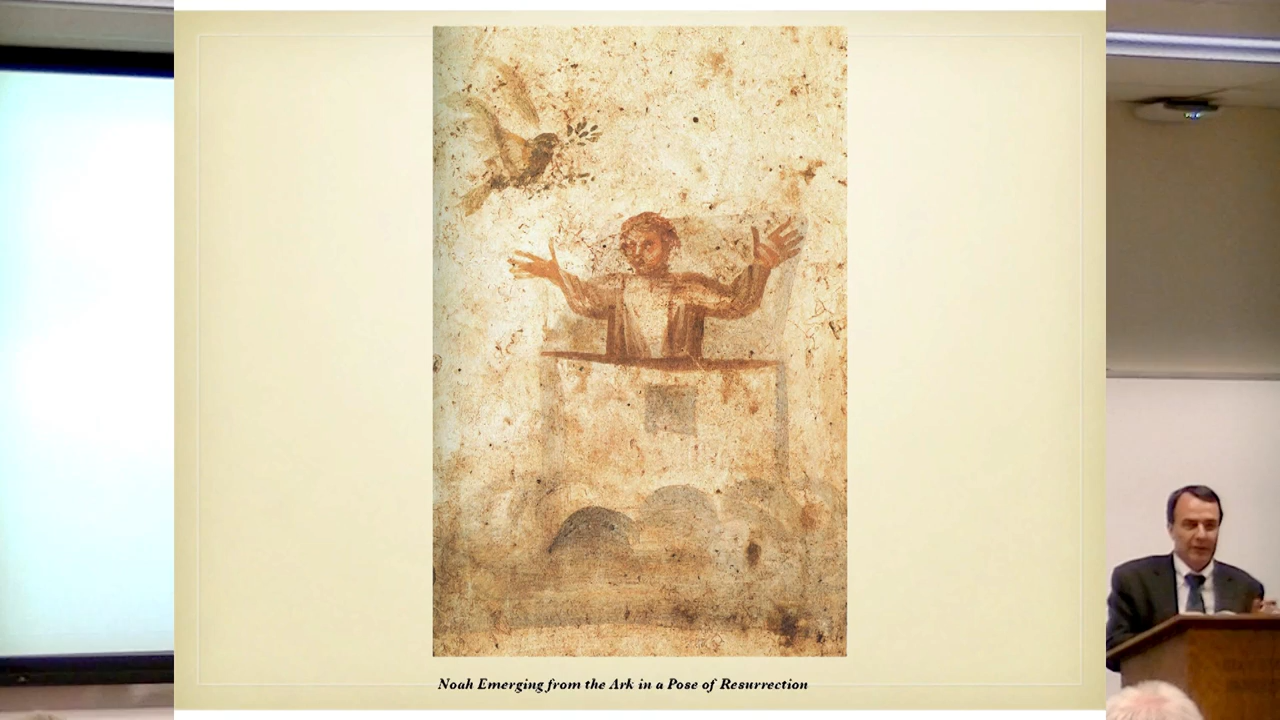 Noah Emerging from the Ark in a Pose of Resurrection